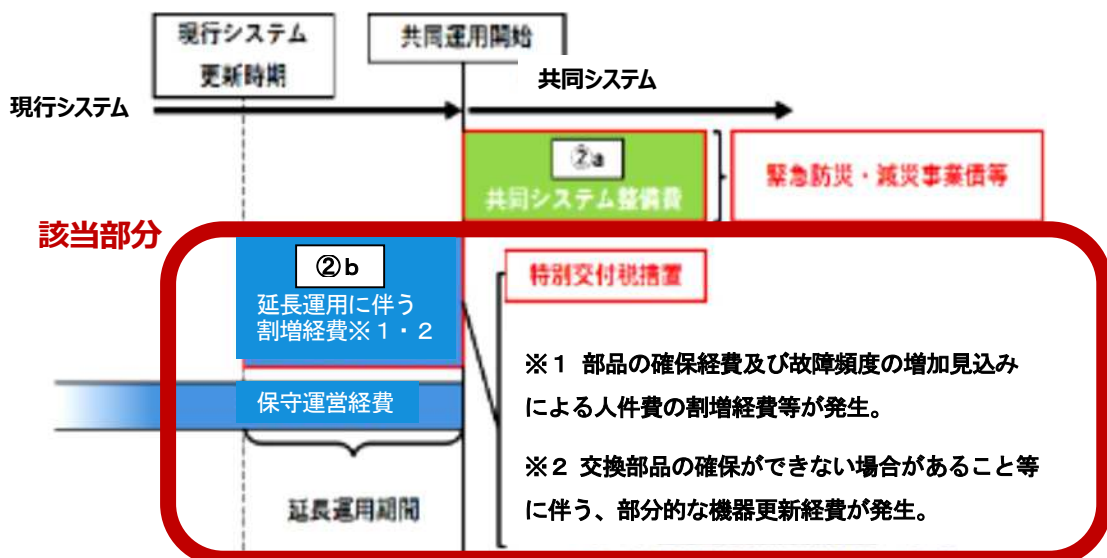 現行システム
更新時期
共同運用開始
共同システム
現行システム
②a
共同システム整備費
緊急防災・減災事業債等
該当部分
②b
延長運用に伴う
割増経費※１・２
特別交付税措置
※１ 部品の確保経費及び故障頻度の増加見込み
による人件費の割増経費等が発生。
保守運営経費
※２ 交換部品の確保ができない場合があること等
に伴う、部分的な機器更新経費が発生。
延長運用期間